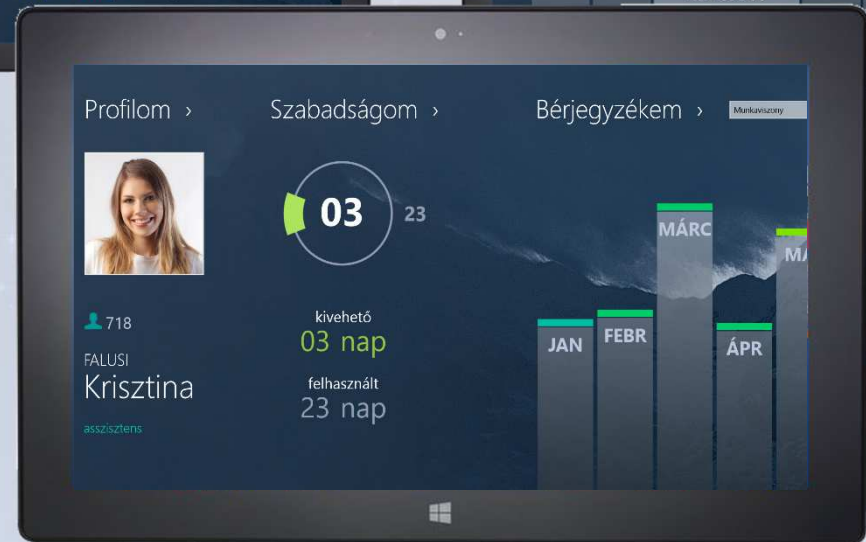 Profilom ›
718
FALUSI
Krisztina
asszisztens
Szabadságom ›
03
23
kivehető
03 nap
felhasznált
23 nap
Bérjegyzékem ›
Munkaviszony
JAN
FEBR
MÁRC
ÁPR